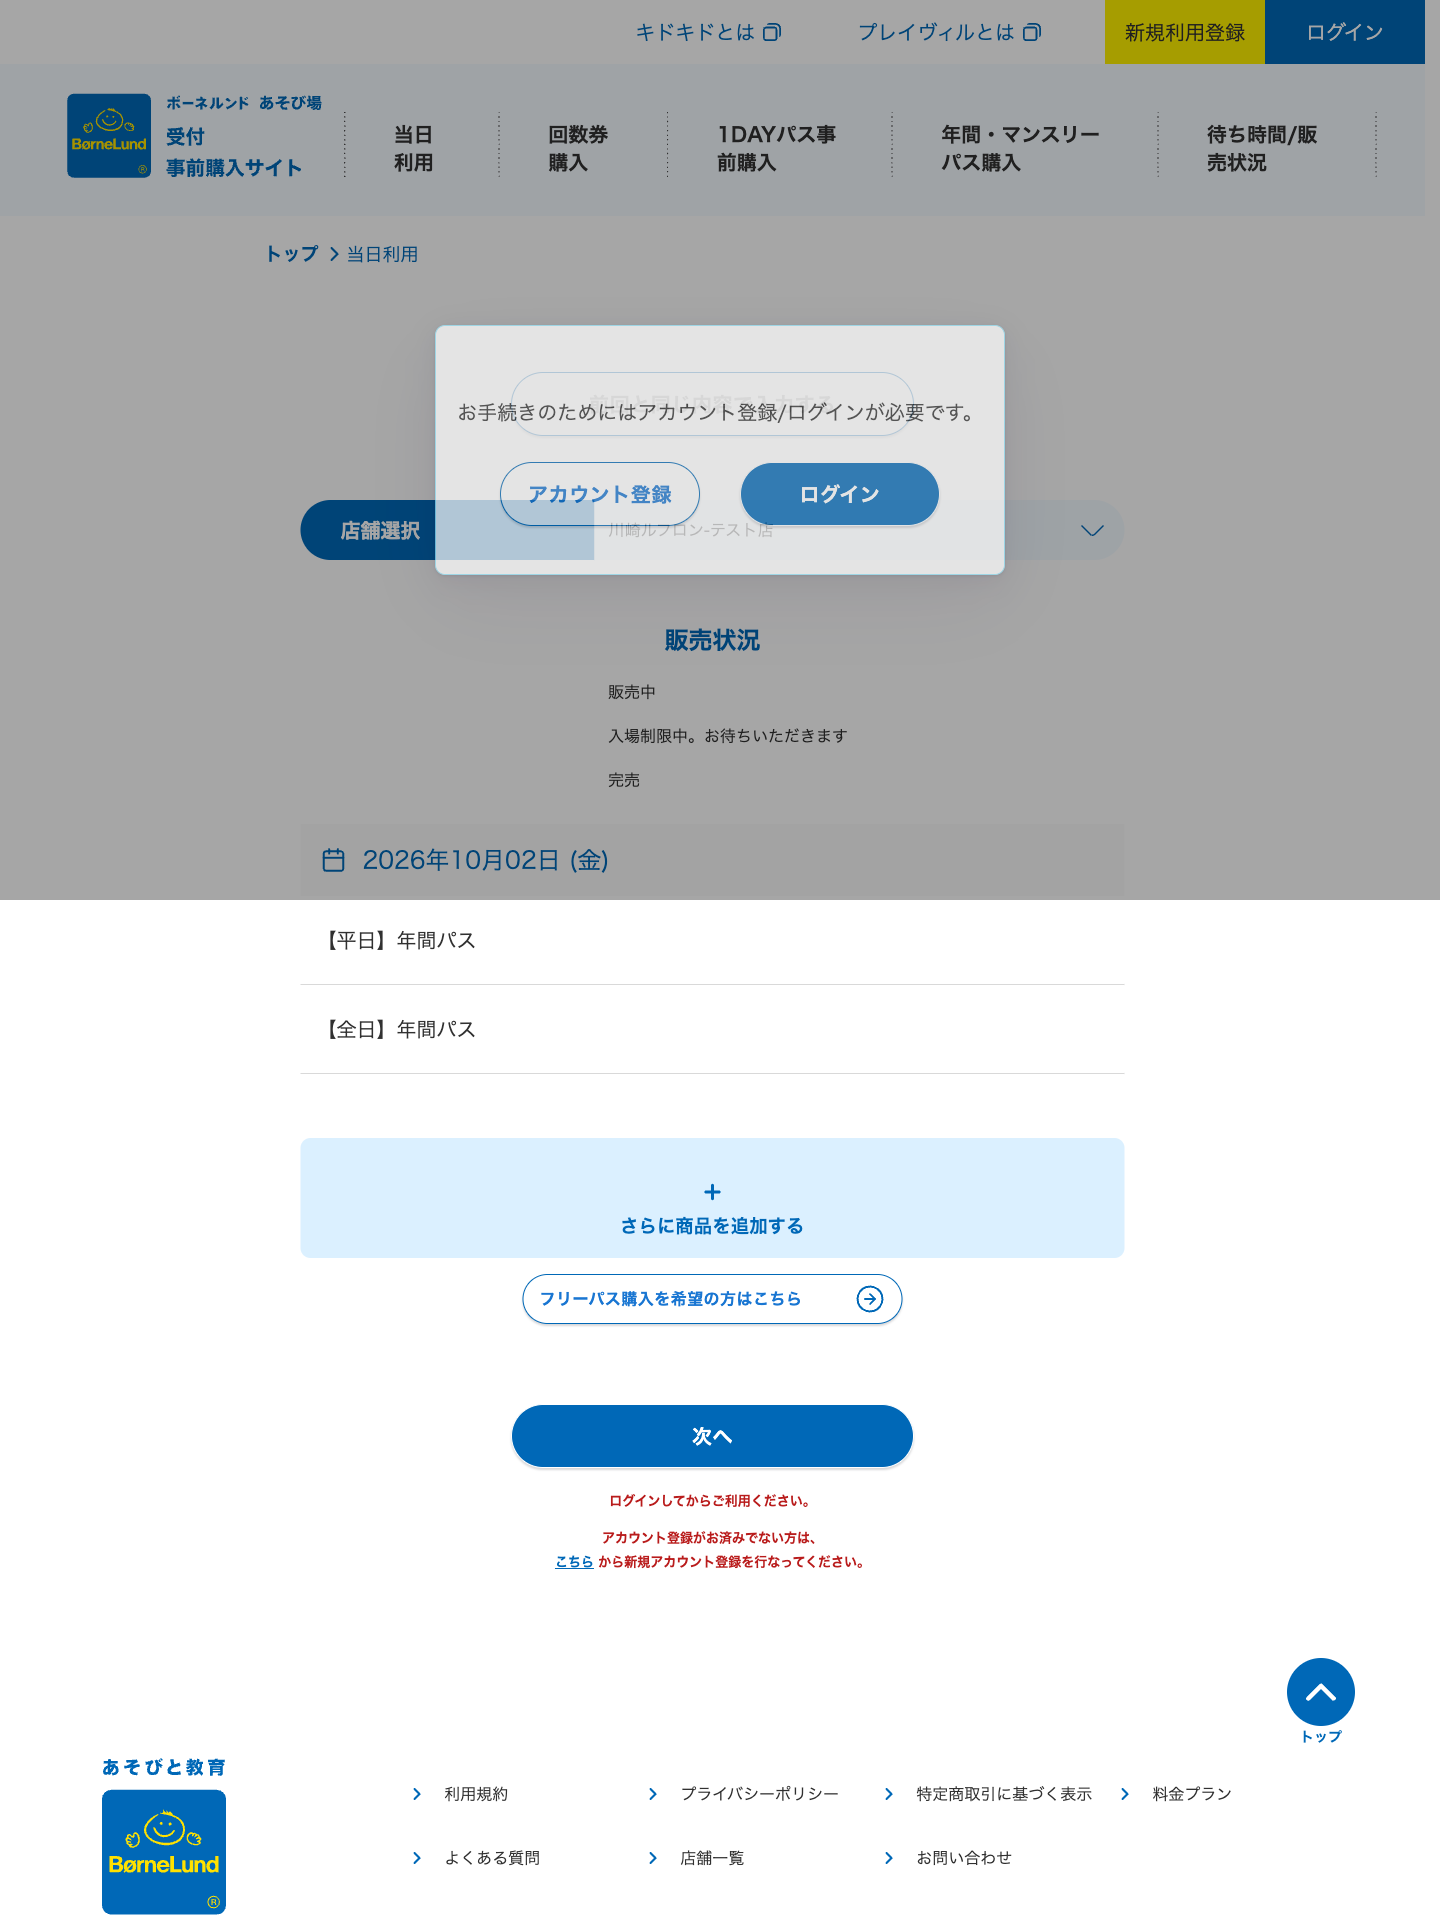 キドキドとは
プレイヴィルとは
新規利用登録
ログイン
BørneLund
®
ボーネルンド あそび場
受付
事前購入サイト
当日
利用
回数券
購入
1DAYパス事
前購入
年間・マンスリー
パス購入
待ち時間/販
売状況
トップ
当日利用
前回と同じ内容で入力する
お手続きのためにはアカウント登録/ログインが必要です。
アカウント登録
ログイン
店舗選択
川崎ルフロン-テスト店
販売状況
販売中
入場制限中。お待ちいただきます
完売
2026年10月02日 (金)
【平日】年間パス
【全日】年間パス
さらに商品を追加する
フリーパス購入を希望の方はこちら
次へ
ログインしてからご利用ください。
アカウント登録がお済みでない方は、
こちら から新規アカウント登録を行なってください。
トップ
あそびと教育
BørneLund
®
利用規約
プライバシーポリシー
特定商取引に基づく表示
料金プラン
よくある質問
店舗一覧
お問い合わせ